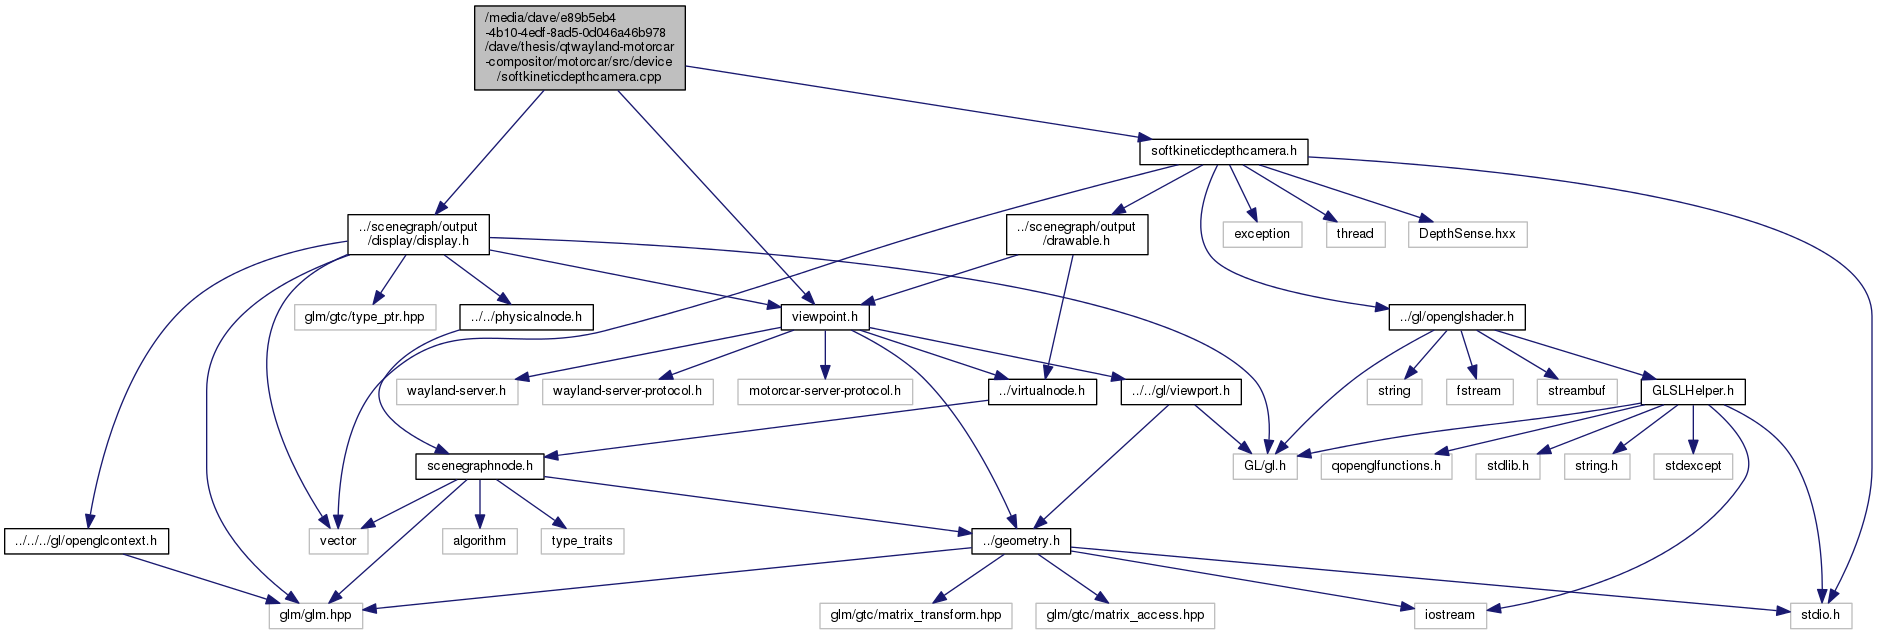 /media/dave/e89b5eb4
-4b10-4edf-8ad5-0d046a46b978
/dave/thesis/qtwayland-motorcar
-compositor/motorcar/src/device
/softkineticdepthcamera.cpp
softkineticdepthcamera.h
../scenegraph/output
/display/display.h
../scenegraph/output
/drawable.h
exception
thread
DepthSense.hxx
glm/gtc/type_ptr.hpp
../../physicalnode.h
viewpoint.h
../gl/openglshader.h
wayland-server.h
wayland-server-protocol.h
motorcar-server-protocol.h
../virtualnode.h
../../gl/viewport.h
string
fstream
streambuf
GLSLHelper.h
scenegraphnode.h
GL/gl.h
qopenglfunctions.h
stdlib.h
string.h
stdexcept
../../../gl/openglcontext.h
vector
algorithm
type_traits
../geometry.h
glm/glm.hpp
glm/gtc/matrix_transform.hpp
glm/gtc/matrix_access.hpp
iostream
stdio.h